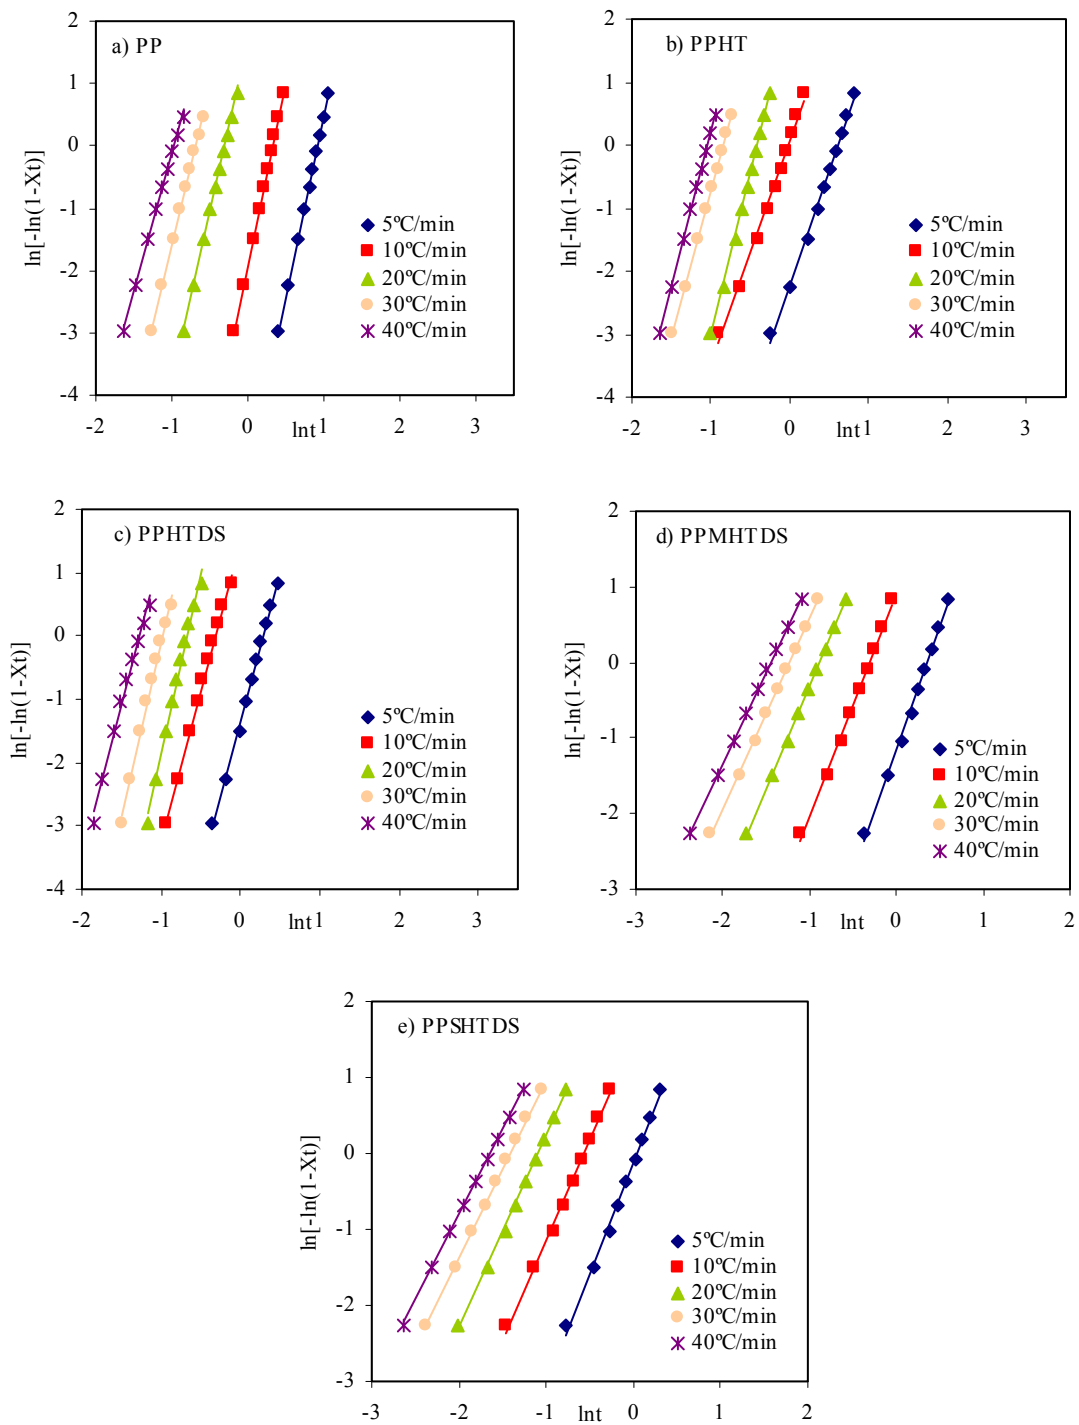 a) PP
ln[-ln(1-Xt)]
2
1
0
-1
-2
-3
-4
5ºC/min
10ºC/min
20ºC/min
30ºC/min
40ºC/min
-2 -1 0 1 2 3
lnt
b) PPHT
ln[-ln(1-Xt)]
2
1
0
-1
-2
-3
-4
5ºC/min
10ºC/min
20ºC/min
30ºC/min
40ºC/min
-2 -1 0 1 2 3
lnt
c) PPHTDS
ln[-ln(1-Xt)]
2
1
0
-1
-2
-3
-4
5ºC/min
10ºC/min
20ºC/min
30ºC/min
40ºC/min
-2 -1 0 1 2 3
lnt
d) PPMHTDS
ln[-ln(1-Xt)]
2
1
0
-1
-2
-3
5ºC/min
10ºC/min
20ºC/min
30ºC/min
40ºC/min
-3 -2 -1 0 1 2
lnt
e) PPSHTDS
ln[-ln(1-Xt)]
2
1
0
-1
-2
-3
5ºC/min
10ºC/min
20ºC/min
30ºC/min
40ºC/min
-3 -2 -1 0 1 2
lnt